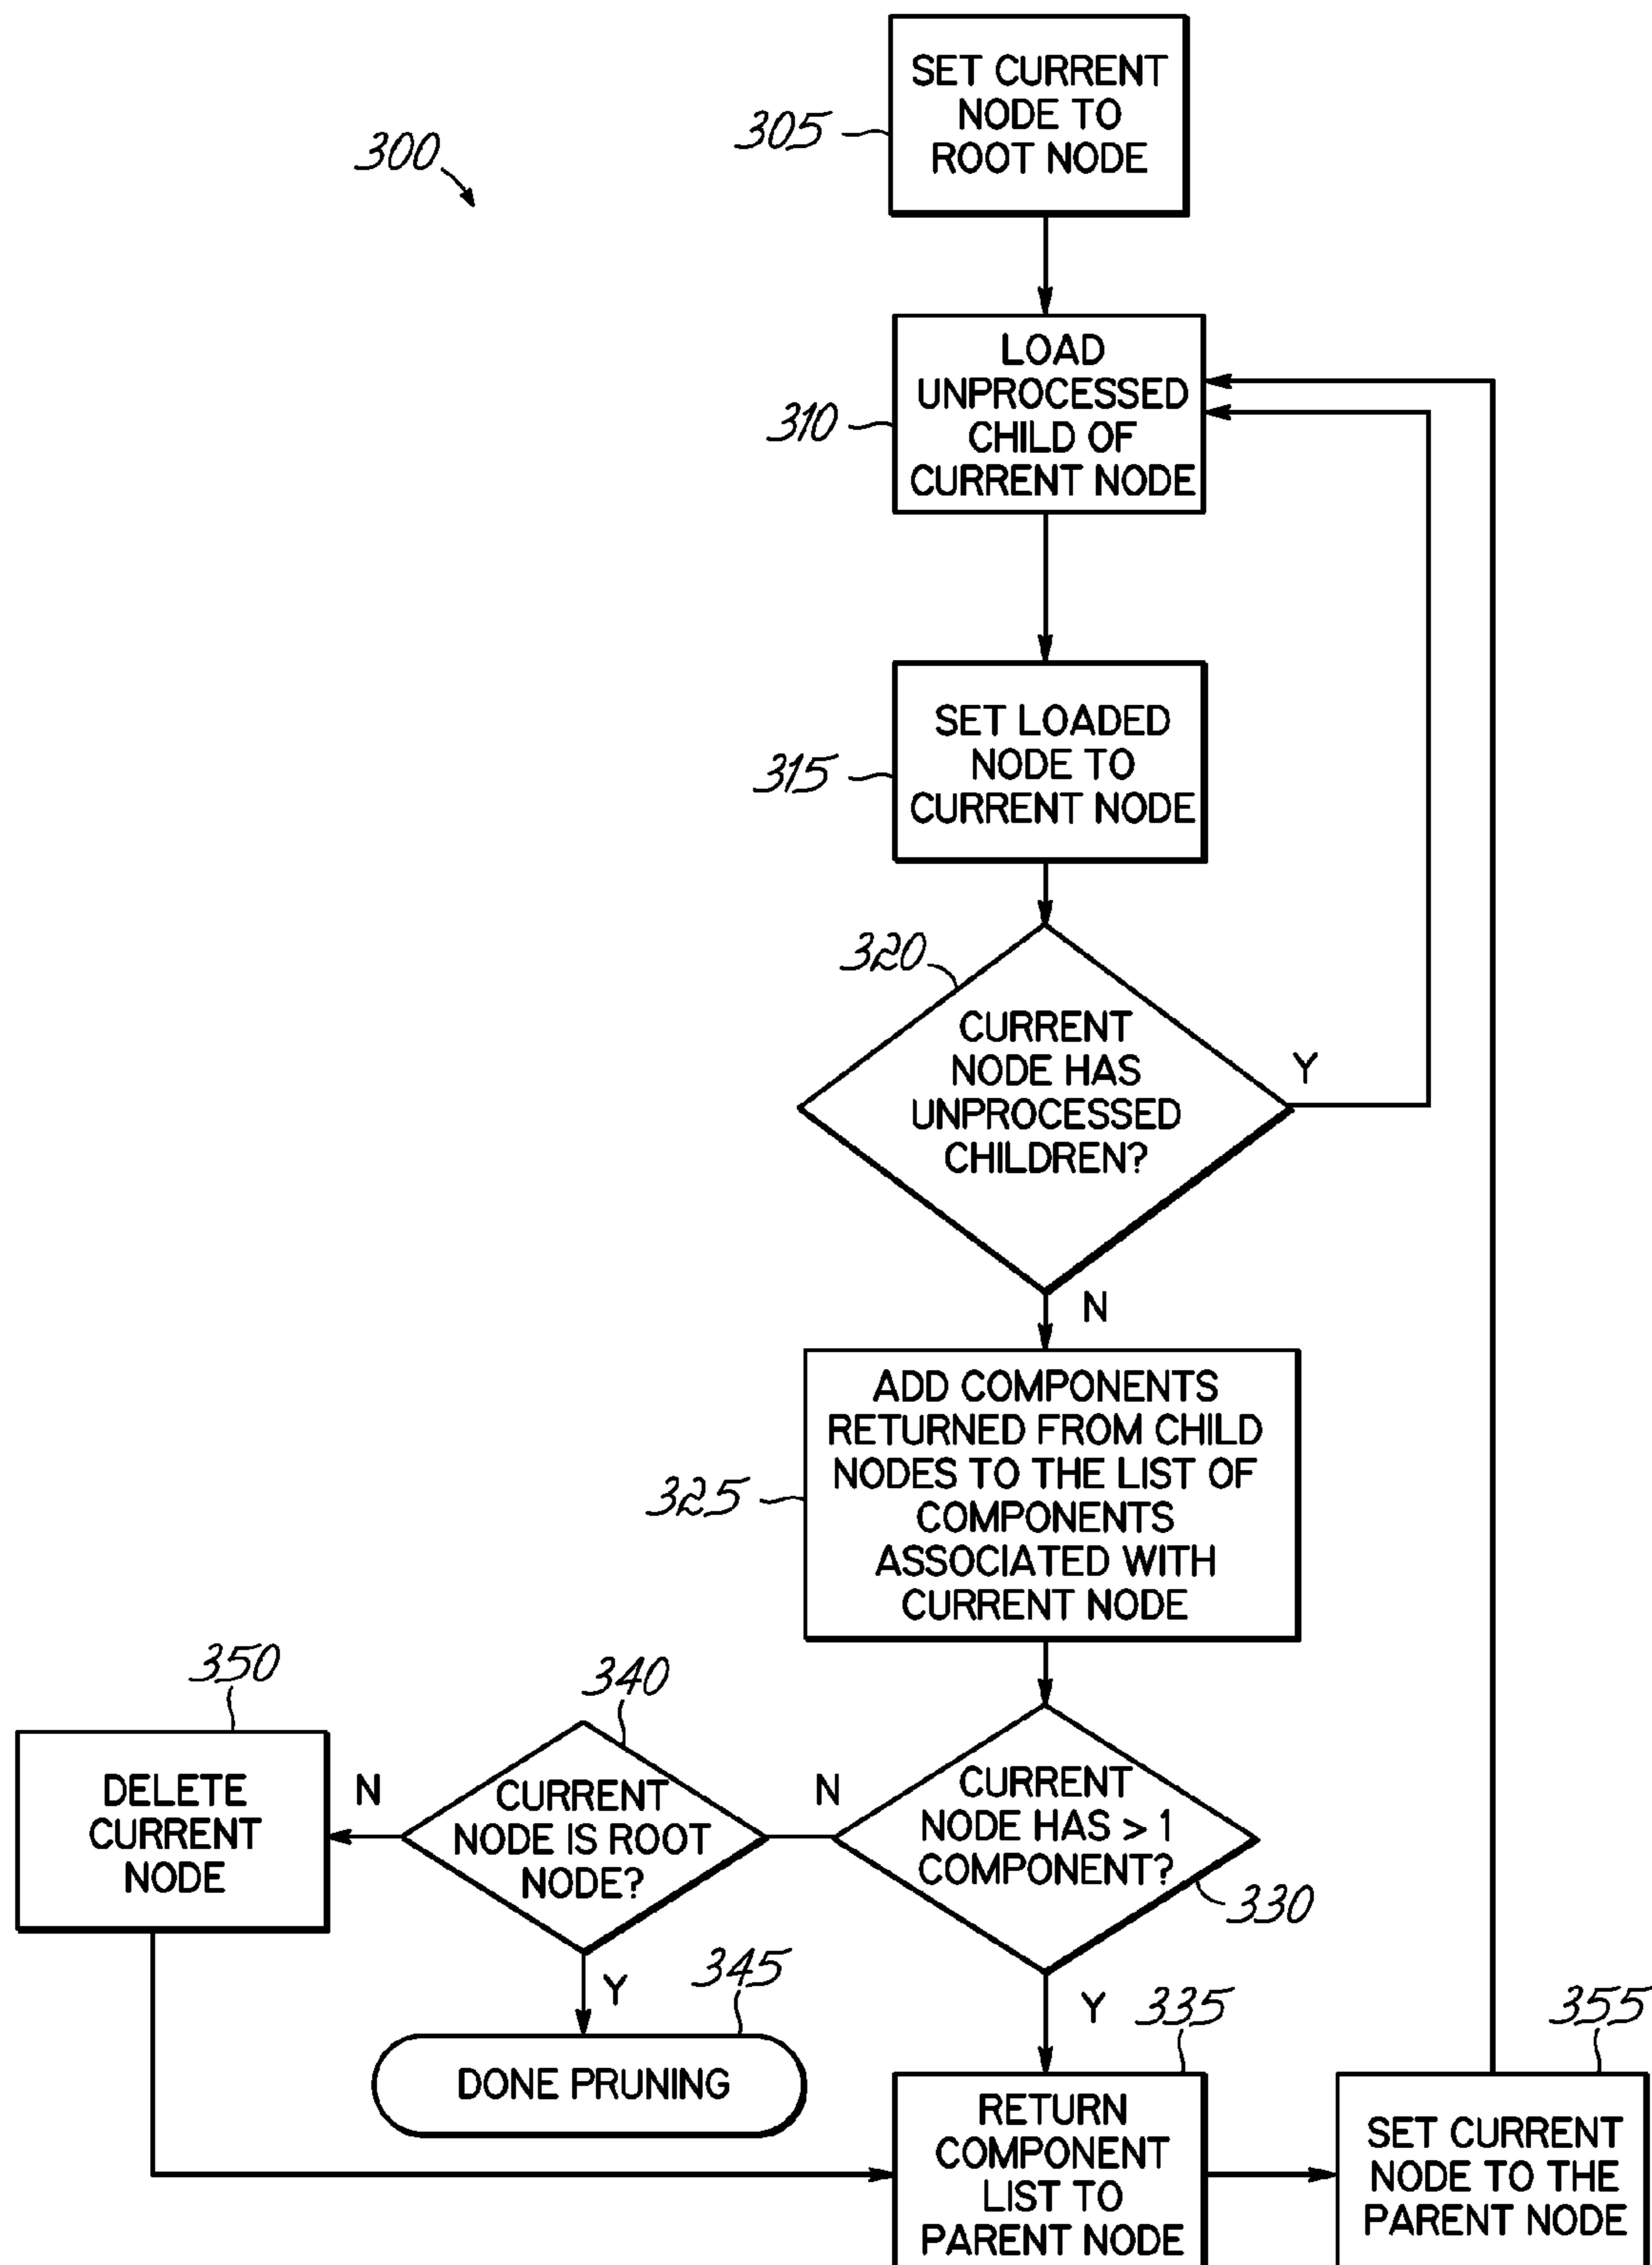 300
305
SET CURRENT
NODE TO
ROOT NODE
310
LOAD
UNPROCESSED
CHILD OF
CURRENT NODE
315
SET LOADED
NODE TO
CURRENT NODE
320
CURRENT
NODE HAS
UNPROCESSED
CHILDREN?
Y
N
325
ADD COMPONENTS
RETURNED FROM CHILD
NODES TO THE LIST OF
COMPONENTS
ASSOCIATED WITH
CURRENT NODE
350
DELETE
CURRENT
NODE
N
340
CURRENT
NODE IS ROOT
NODE?
N
CURRENT
NODE HAS > 1
COMPONENT?
330
Y
345
DONE PRUNING
Y
335
RETURN
COMPONENT
LIST TO
PARENT NODE
355
SET CURRENT
NODE TO THE
PARENT NODE